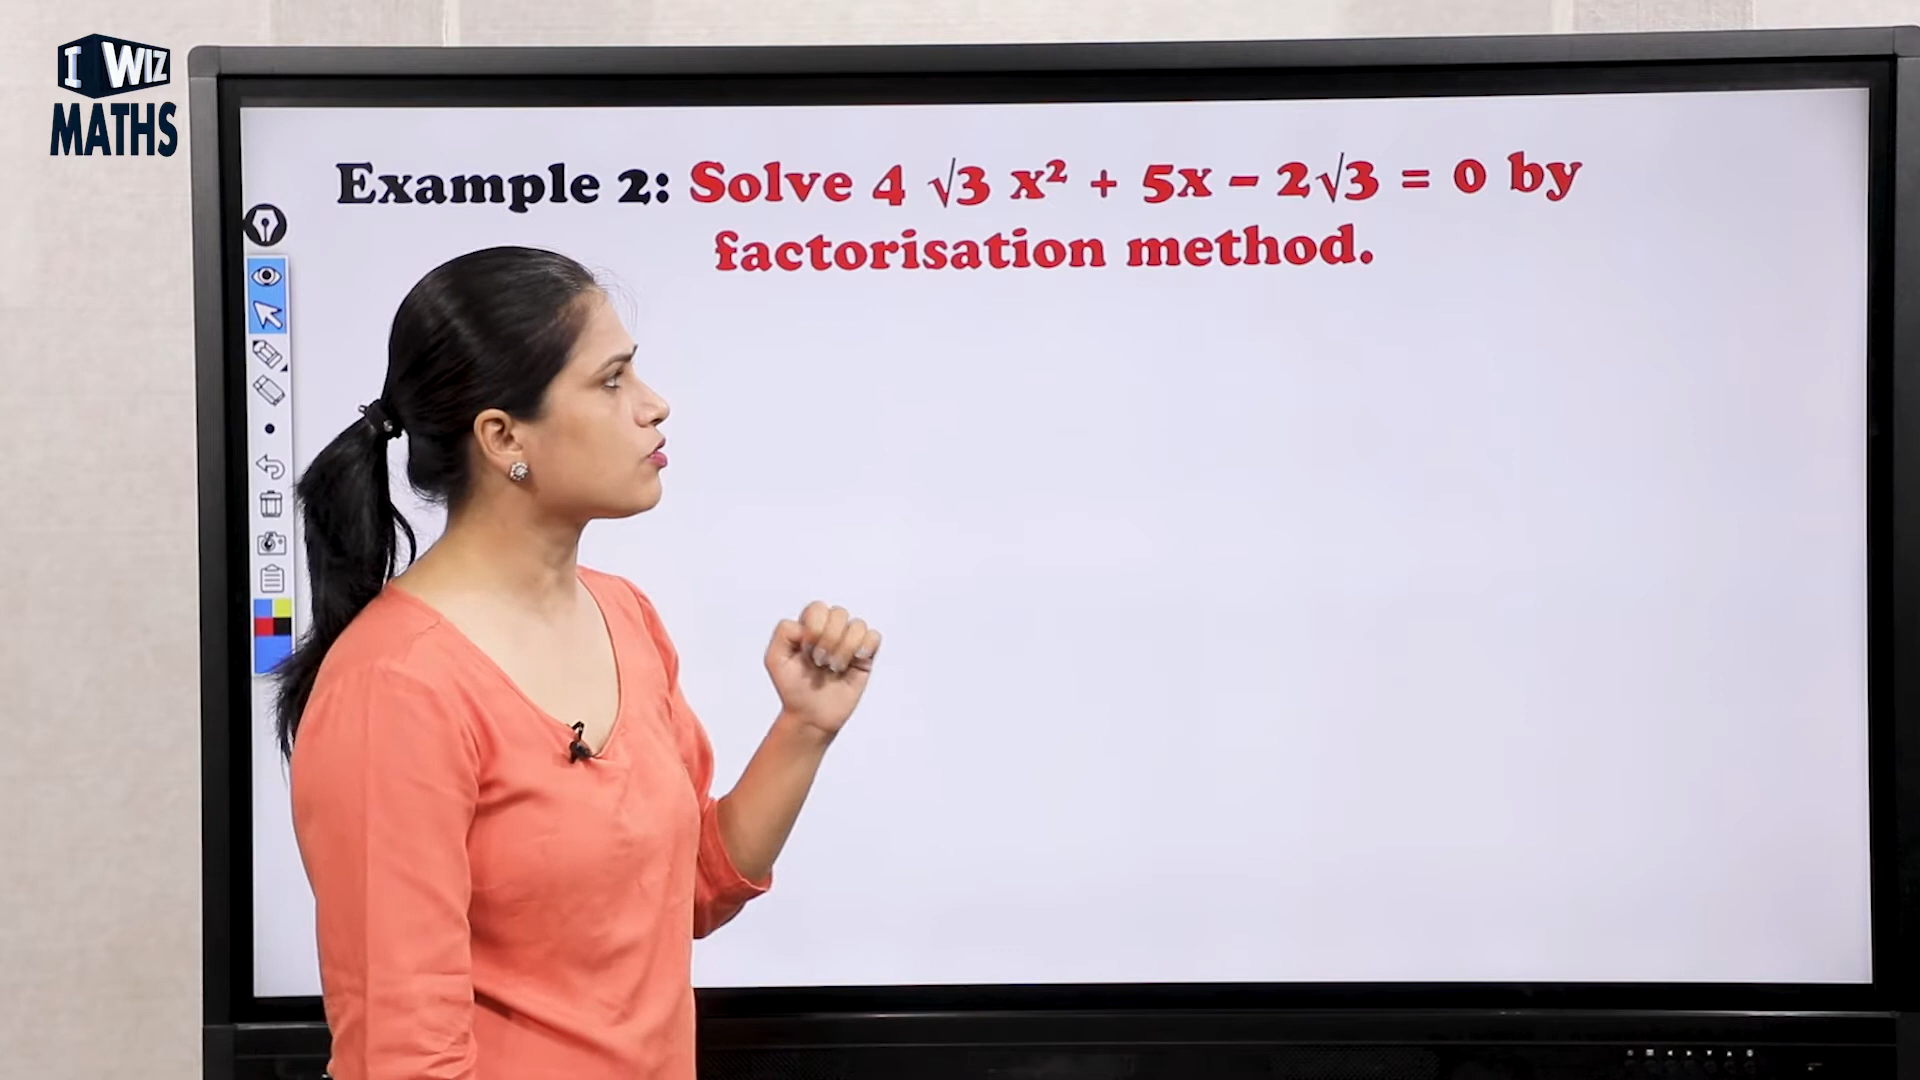 I WIZ
MATHS
Example 2: Solve 4 √3 x² + 5x – 2√3 = 0 by
factorisation method.